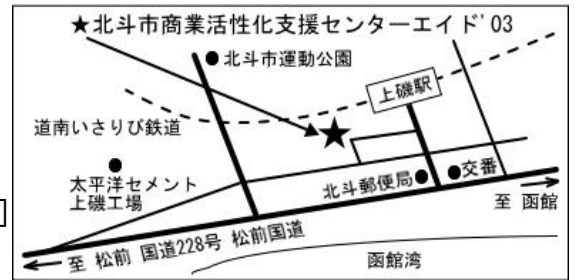 ★北斗市商業活性化支援センターエイド'03
北斗市運動公園
上磯駅
道南いさりび鉄道
太平洋セメント
上磯工場
北斗郵便局
交番
至 函館
至 松前 国道228号 松前国道
函館湾